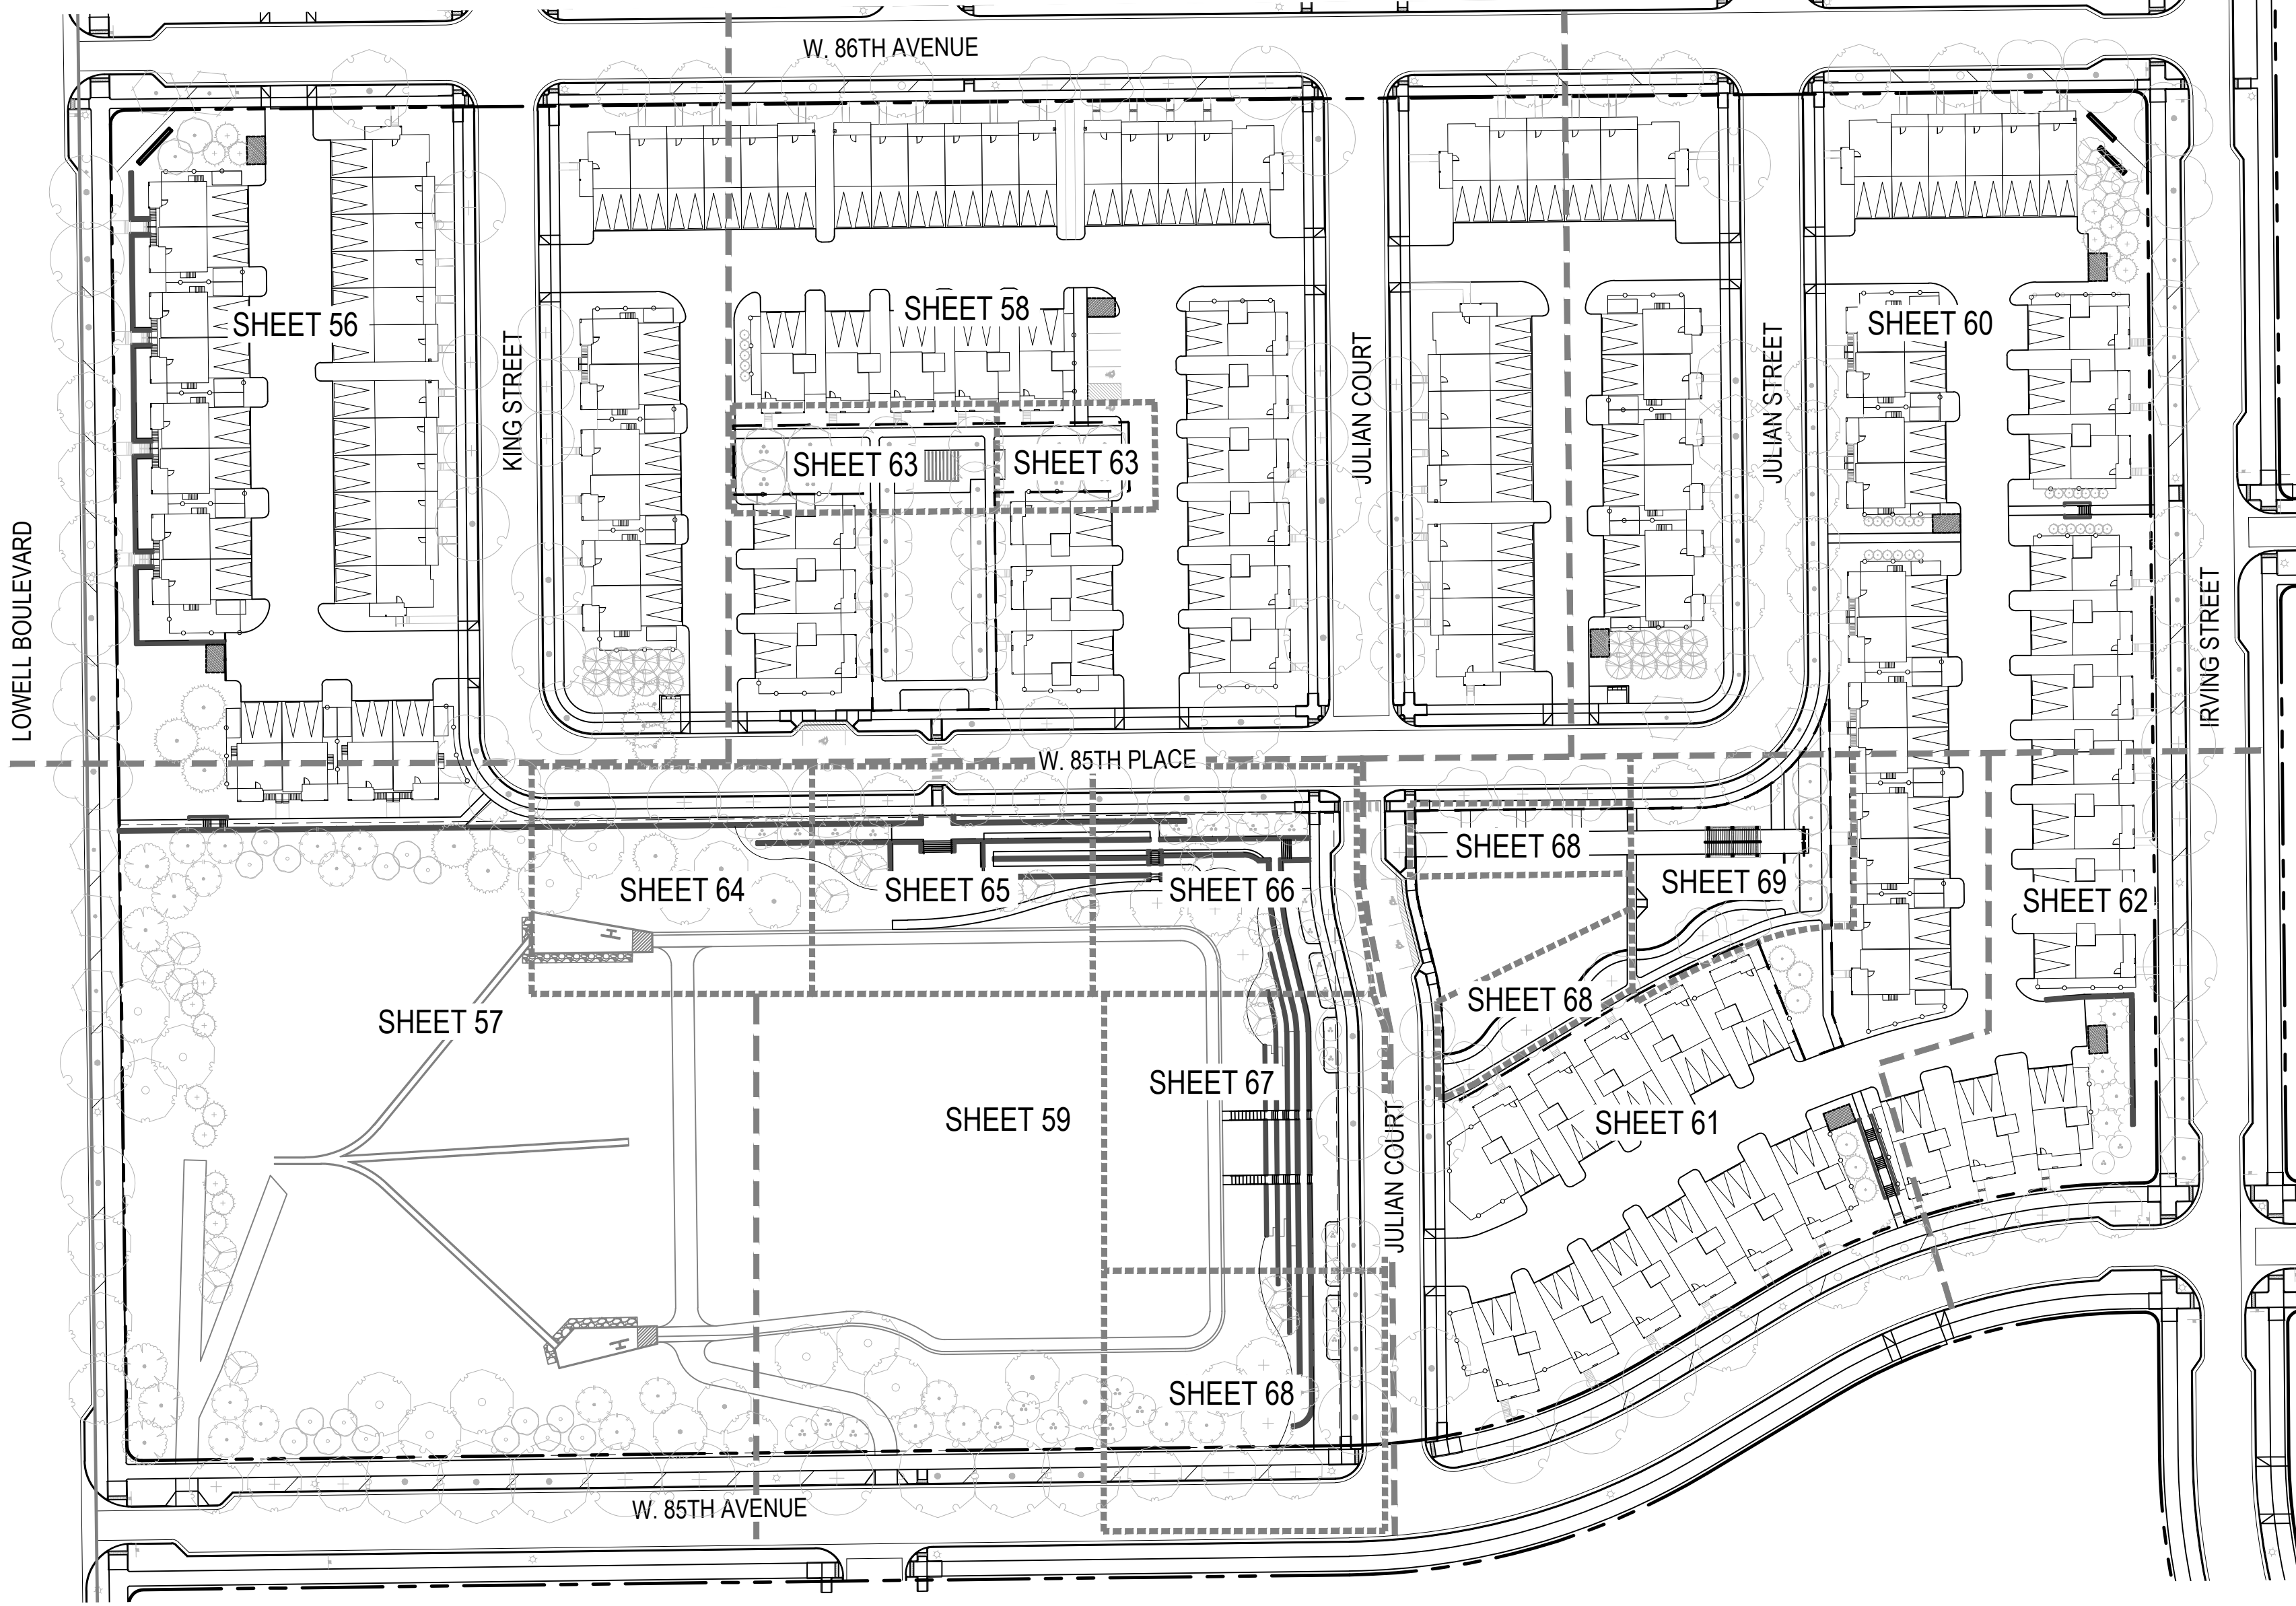 W. 86TH AVENUE
SHEET 56
SHEET 58
SHEET 60
KING STREET
JULIAN COURT
JULIAN STREET
SHEET 63
SHEET 63
LOWELL BOULEVARD
IRVING STREET
W. 85TH PLACE
SHEET 68
SHEET 64
SHEET 65
SHEET 66
SHEET 69
SHEET 62
SHEET 57
SHEET 68
SHEET 67
SHEET 59
SHEET 61
JULIAN COURT
H
H
SHEET 68
W. 85TH AVENUE